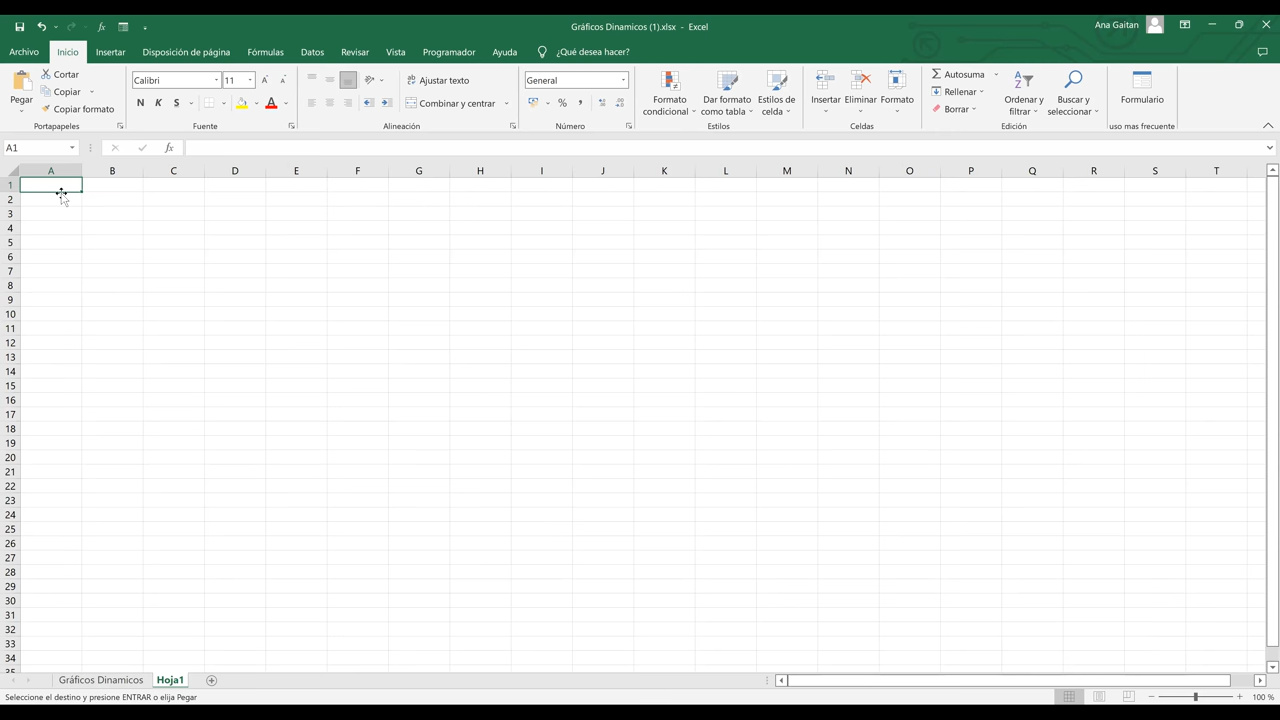 Gráficos Dinamicos (1).xlsx - Excel
Ana Gaitan
Archivo Inicio Insertar Disposición de página Fórmulas Datos Revisar Vista Programador Ayuda ¿Qué desea hacer?
Pegar
Cortar
Copiar
Copiar formato
Portapapeles
Calibri 11
N K S A
Fuente
Ajustar texto
Combinar y centrar
Alineación
General
%
Número
Formato condicional
Dar formato como tabla
Estilos de celda
Estilos
Insertar Eliminar Formato
Celdas
Autosuma
Rellenar
Borrar
Ordenar y filtrar
Buscar y seleccionar
Edición
Formulario
uso mas frecuente
A1 fx
A B C D E F G H I J K L M N O P Q R S T
1
2
3
4
5
6
7
8
9
10
11
12
13
14
15
16
17
18
19
20
21
22
23
24
25
26
27
28
29
30
31
32
33
34
35
Gráficos Dinamicos Hoja1
Seleccione el destino y presione ENTRAR o elija Pegar
100 %